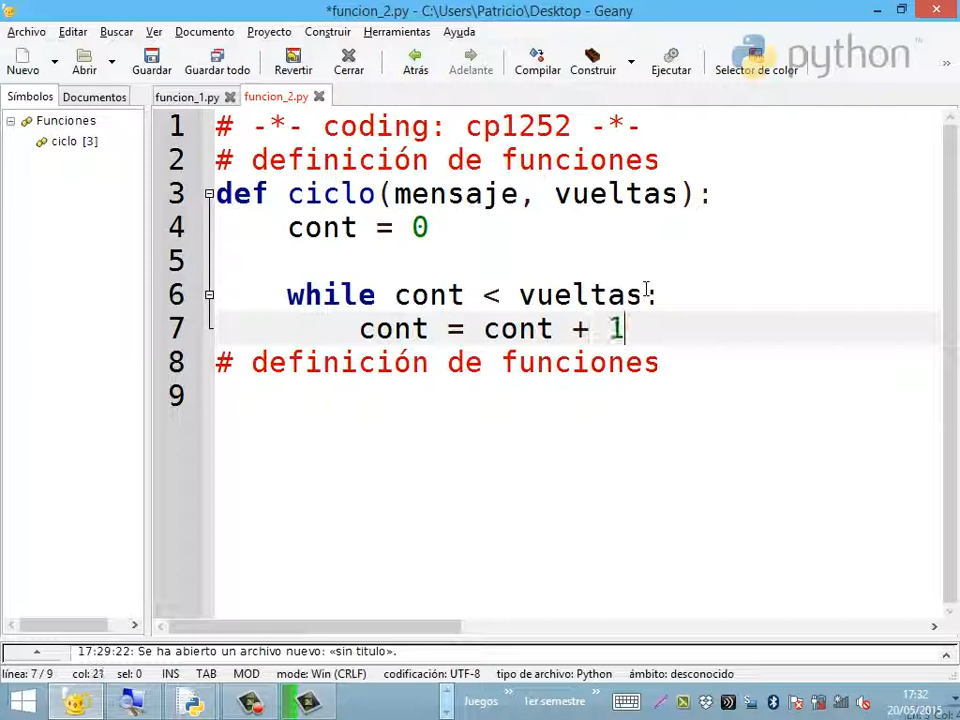 *funcion_2.py - C:\Users\Patricio\Desktop - Geany
Archivo Editar Buscar Ver Documento Proyecto Construir Herramientas Ayuda
Nuevo Abrir Guardar Guardar todo Revertir Cerrar Atrás Adelante Compilar Construir Ejecutar Selector de color
python
Símbolos Documentos funcion_1.py funcion_2.py
Funciones
ciclo [3]
1 # -*- coding: cp1252 -*-
2 # definición de funciones
3 def ciclo(mensaje, vueltas):
4 cont = 0
5
6 while cont < vueltas:
7 cont = cont + 1
8 # definición de funciones
9
17:29:22: Se ha abierto un archivo nuevo: «sin titulo».
línea: 7 / 9 col: 21 sel: 0 INS TAB MOD mode: Win (CRLF) codificación: UTF-8 tipo de archivo: Python ámbito: desconocido
Juegos 1er semestre 17:32
20/05/2015